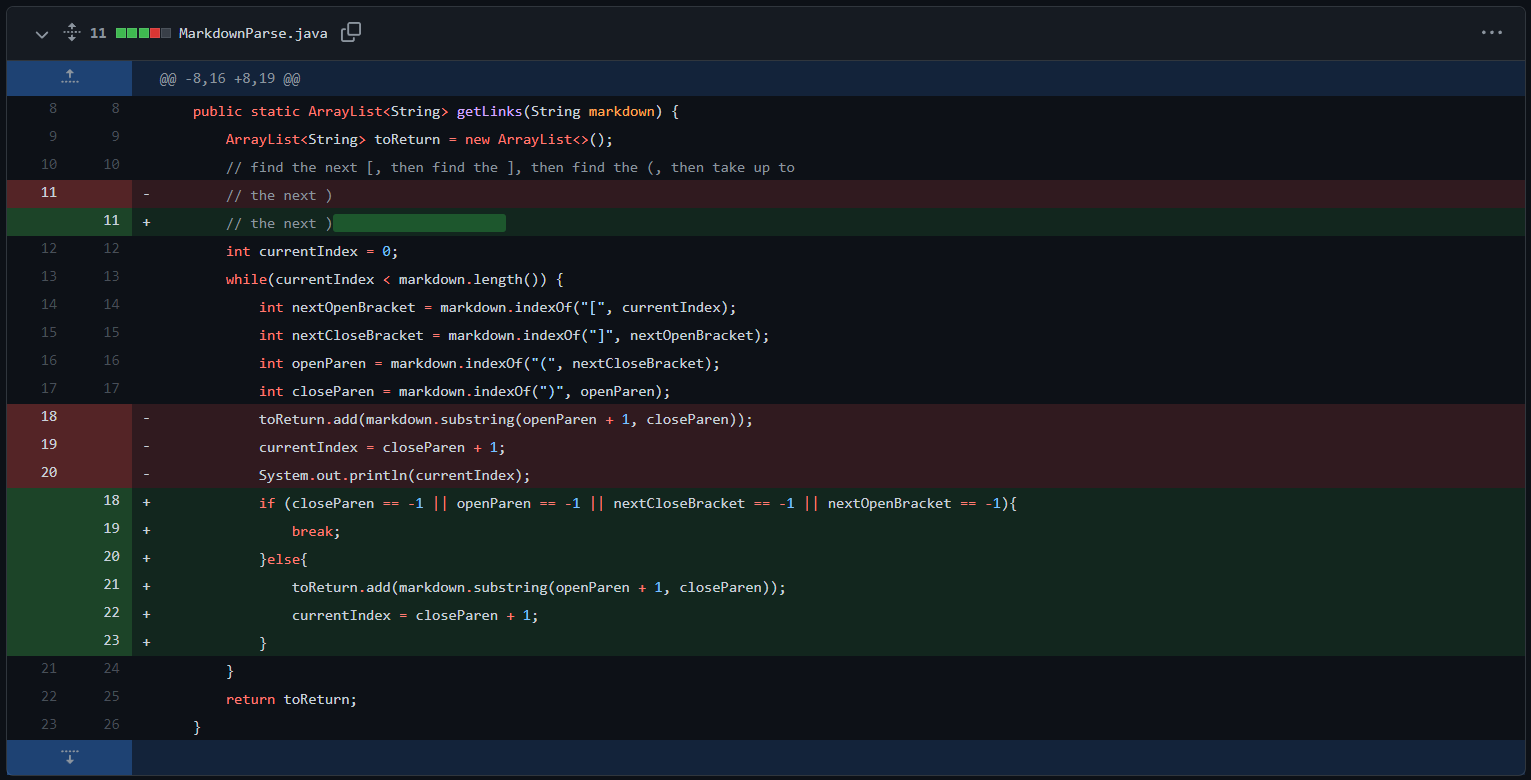 11 MarkdownParse.java ...
@@ -8,16 +8,19 @@
8 8 public static ArrayList<String> getLinks(String markdown) {
9 9 ArrayList<String> toReturn = new ArrayList<>();
10 10 // find the next [, then find the ], then find the (, then take up to
11 - // the next )
11 + // the next )
12 12 int currentIndex = 0;
13 13 while(currentIndex < markdown.length()) {
14 14 int nextOpenBracket = markdown.indexOf("[", currentIndex);
15 15 int nextCloseBracket = markdown.indexOf("]", nextOpenBracket);
16 16 int openParen = markdown.indexOf("(", nextCloseBracket);
17 17 int closeParen = markdown.indexOf(")", openParen);
18 - toReturn.add(markdown.substring(openParen + 1, closeParen));
19 - currentIndex = closeParen + 1;
20 - System.out.println(currentIndex);
18 + if (closeParen == -1 || openParen == -1 || nextCloseBracket == -1 || nextOpenBracket == -1){
19 + break;
20 + }else{
21 + toReturn.add(markdown.substring(openParen + 1, closeParen));
22 + currentIndex = closeParen + 1;
23 + }
21 24 }
22 25 return toReturn;
23 26 }